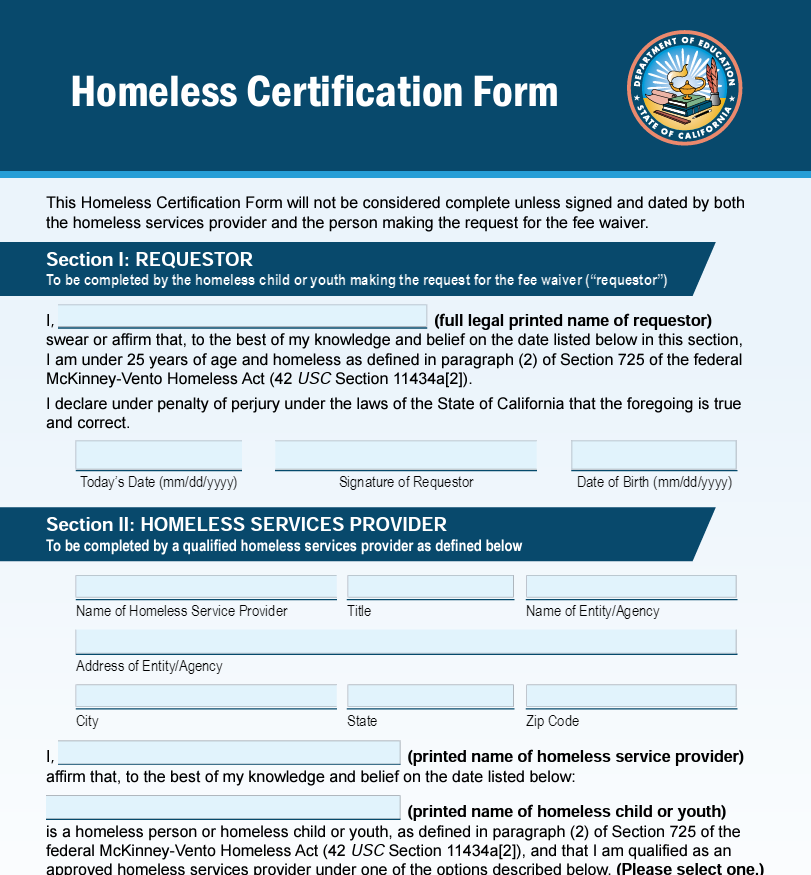 Homeless Certification Form
DEPARTMENT OF EDUCATION
STATE OF CALIFORNIA
This Homeless Certification Form will not be considered complete unless signed and dated by both
the homeless services provider and the person making the request for the fee waiver.
Section I: REQUESTOR
To be completed by the homeless child or youth making the request for the fee waiver (“requestor”)
I, (full legal printed name of requestor)
swear or affirm that, to the best of my knowledge and belief on the date listed below in this section,
I am under 25 years of age and homeless as defined in paragraph (2) of Section 725 of the federal
McKinney-Vento Homeless Act (42 USC Section 11434a[2]).
I declare under penalty of perjury under the laws of the State of California that the foregoing is true
and correct.
Today’s Date (mm/dd/yyyy) Signature of Requestor Date of Birth (mm/dd/yyyy)
Section II: HOMELESS SERVICES PROVIDER
To be completed by a qualified homeless services provider as defined below
Name of Homeless Service Provider Title Name of Entity/Agency
Address of Entity/Agency
City State Zip Code
I, (printed name of homeless service provider)
affirm that, to the best of my knowledge and belief on the date listed below:
(printed name of homeless child or youth)
is a homeless person or homeless child or youth, as defined in paragraph (2) of Section 725 of the
federal McKinney-Vento Homeless Act (42 USC Section 11434a[2]), and that I am qualified as an
approved homeless services provider under one of the options described below. (Please select one.)